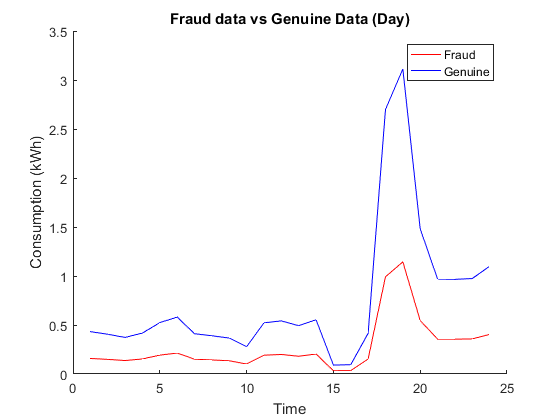 Fraud data vs Genuine Data (Day)
3.5
3
2.5
2
1.5
1
0.5
0
Consumption (kWh)
Fraud
Genuine
0
5
10
15
20
25
Time